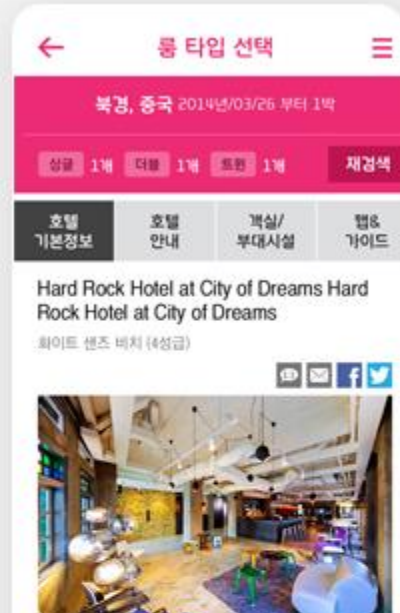 룸 타입 선택
북경, 중국 2014년/03/26 부터 1박
싱글 1개 더블 1개 트윈 1개 재검색
호텔
기본정보
호텔
안내
객실/
부대시설
맵&
가이드
Hard Rock Hotel at City of Dreams Hard
Rock Hotel at City of Dreams
화이트 샌즈 비치 (4성급)